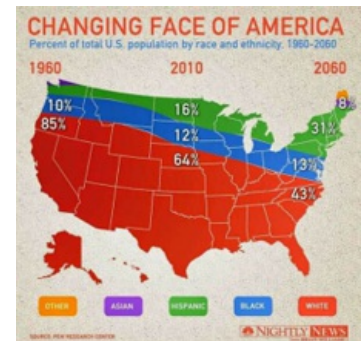 CHANGING FACE OF AMERICA
Percent of total U.S. population by race and ethnicity, 1960-2060
1960 2010 2060
10% 16% 8%
85% 12% 31%
64% 13%
43%
OTHER ASIAN HISPANIC BLACK WHITE
SOURCE: PEW RESEARCH CENTER NIGHTLY NEWS